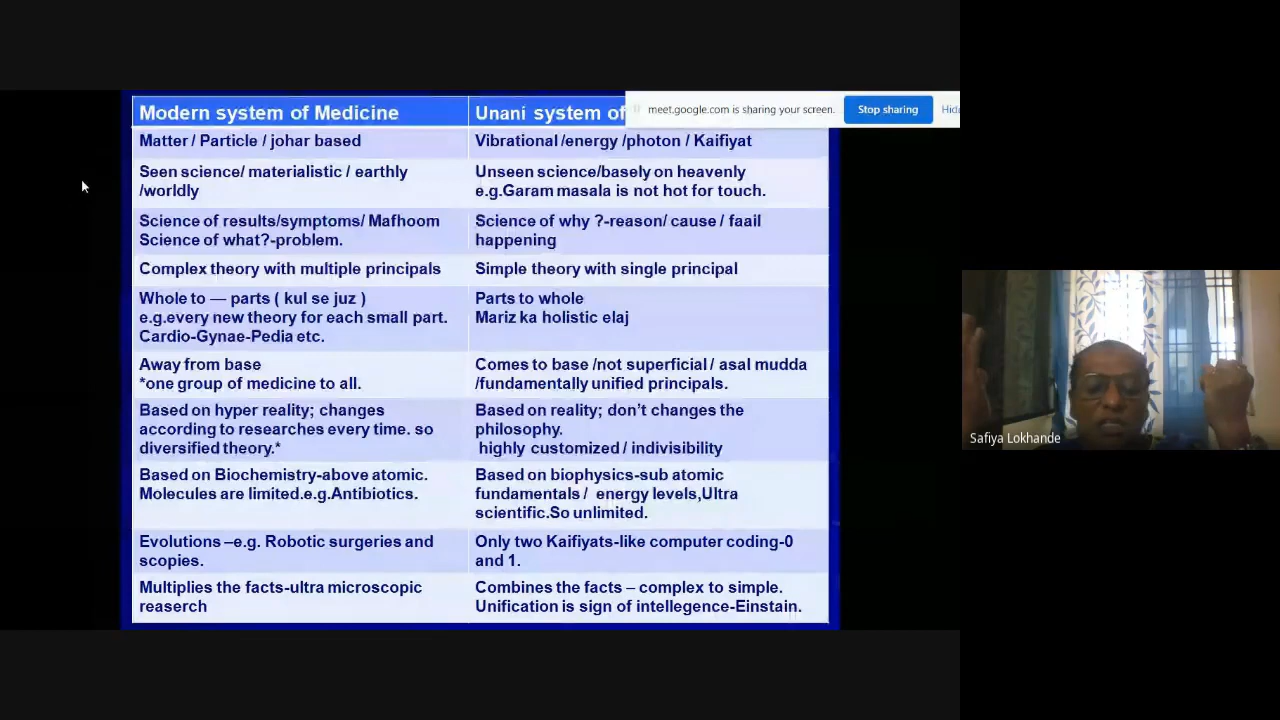 Modern system of Medicine
Unani system of
meet.google.com is sharing your screen.
Stop sharing
Matter / Particle / johar based
Vibrational /energy /photon / Kaifiyat
Seen science/ materialistic / earthly
/worldly
Unseen science/basely on heavenly
e.g.Garam masala is not hot for touch.
Science of results/symptoms/ Mafhoom
Science of what?-problem.
Science of why ?-reason/ cause / faail
happening
Complex theory with multiple principals
Simple theory with single principal
Whole to — parts ( kul se juz )
e.g.every new theory for each small part.
Cardio-Gynae-Pedia etc.
Parts to whole
Mariz ka holistic elaj
Away from base
*one group of medicine to all.
Comes to base /not superficial / asal mudda
/fundamentally unified principals.
Based on hyper reality; changes
according to researches every time. so
diversified theory.*
Based on reality; don't changes the
philosophy.
highly customized / indivisibility
Based on Biochemistry-above atomic.
Molecules are limited.e.g.Antibiotics.
Based on biophysics-sub atomic
fundamentals / energy levels,Ultra
scientific.So unlimited.
Evolutions –e.g. Robotic surgeries and
scopies.
Only two Kaifiyats-like computer coding-0
and 1.
Multiplies the facts-ultra microscopic
reaserch
Combines the facts – complex to simple.
Unification is sign of intellegence-Einstain.
Safiya Lokhande